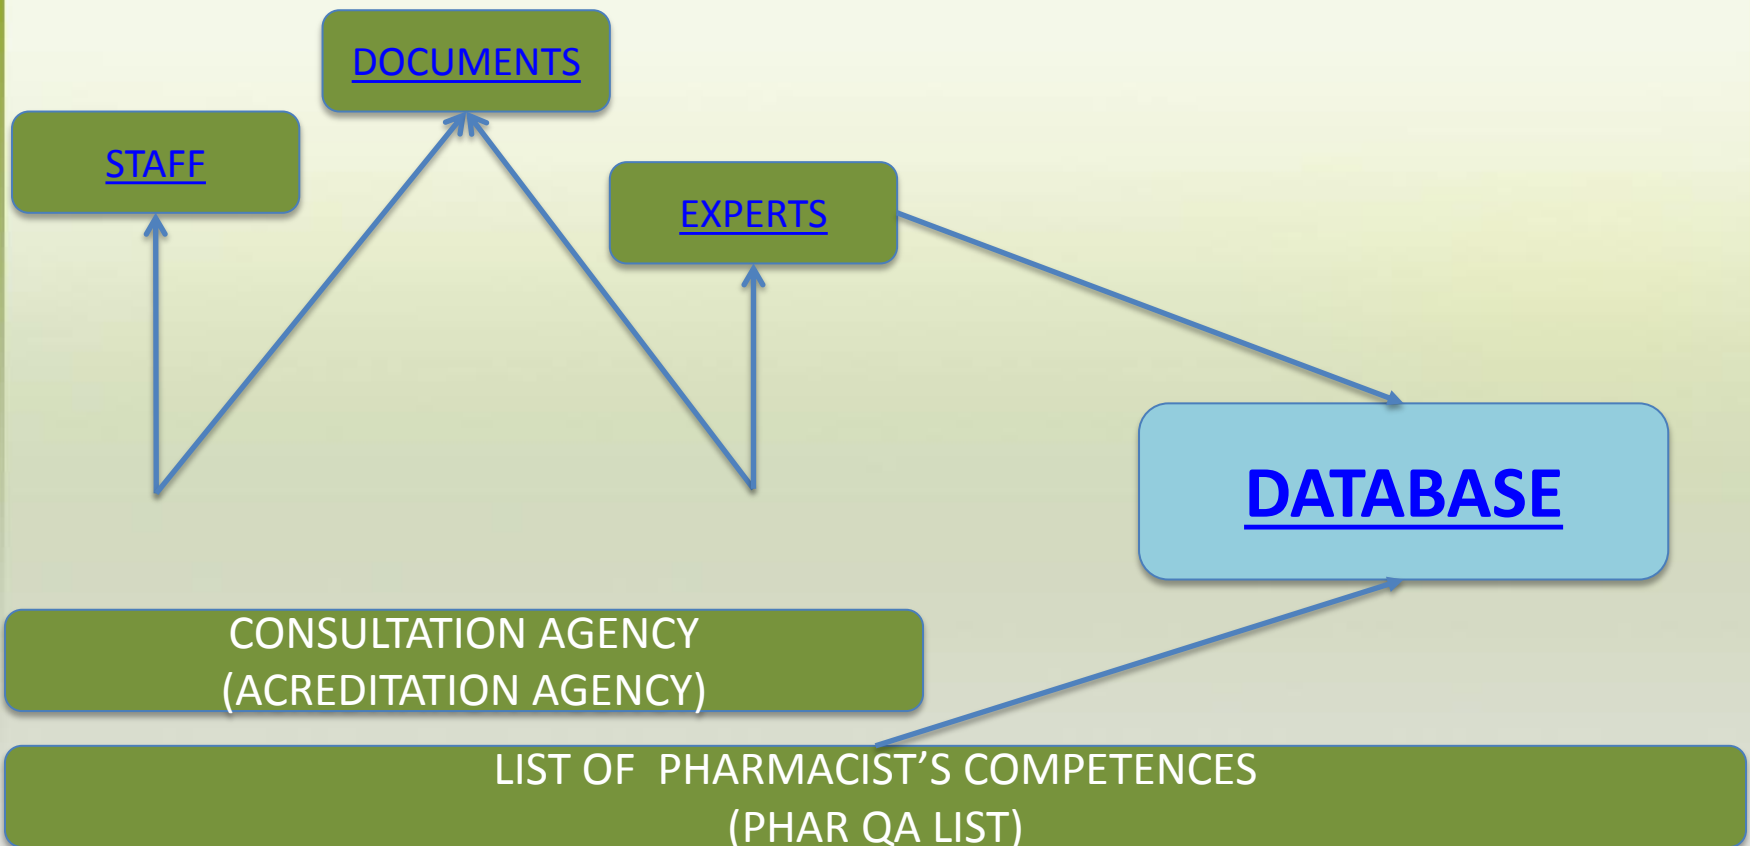 DOCUMENTS
STAFF
EXPERTS
DATABASE
CONSULTATION AGENCY
(ACREDITATION AGENCY)
LIST OF  PHARMACIST’S COMPETENCES
(PHAR QA LIST)